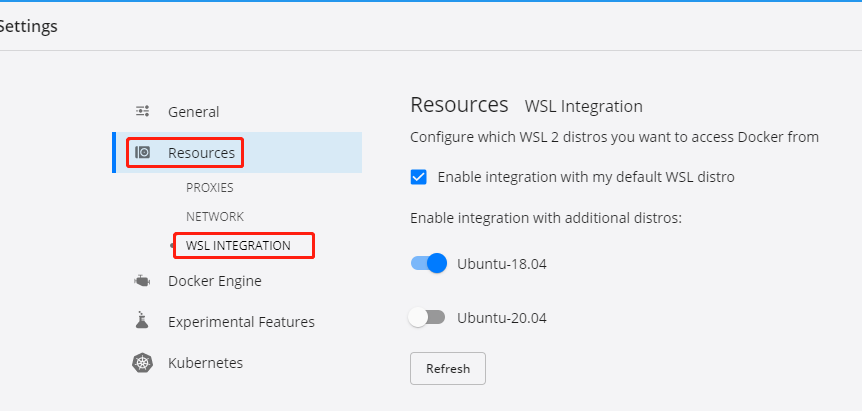 Settings
General
Resources
PROXIES
NETWORK
WSL INTEGRATION
Docker Engine
Experimental Features
Kubernetes
Resources WSL Integration
Configure which WSL 2 distros you want to access Docker from
Enable integration with my default WSL distro
Enable integration with additional distros:
Ubuntu-18.04
Ubuntu-20.04
Refresh